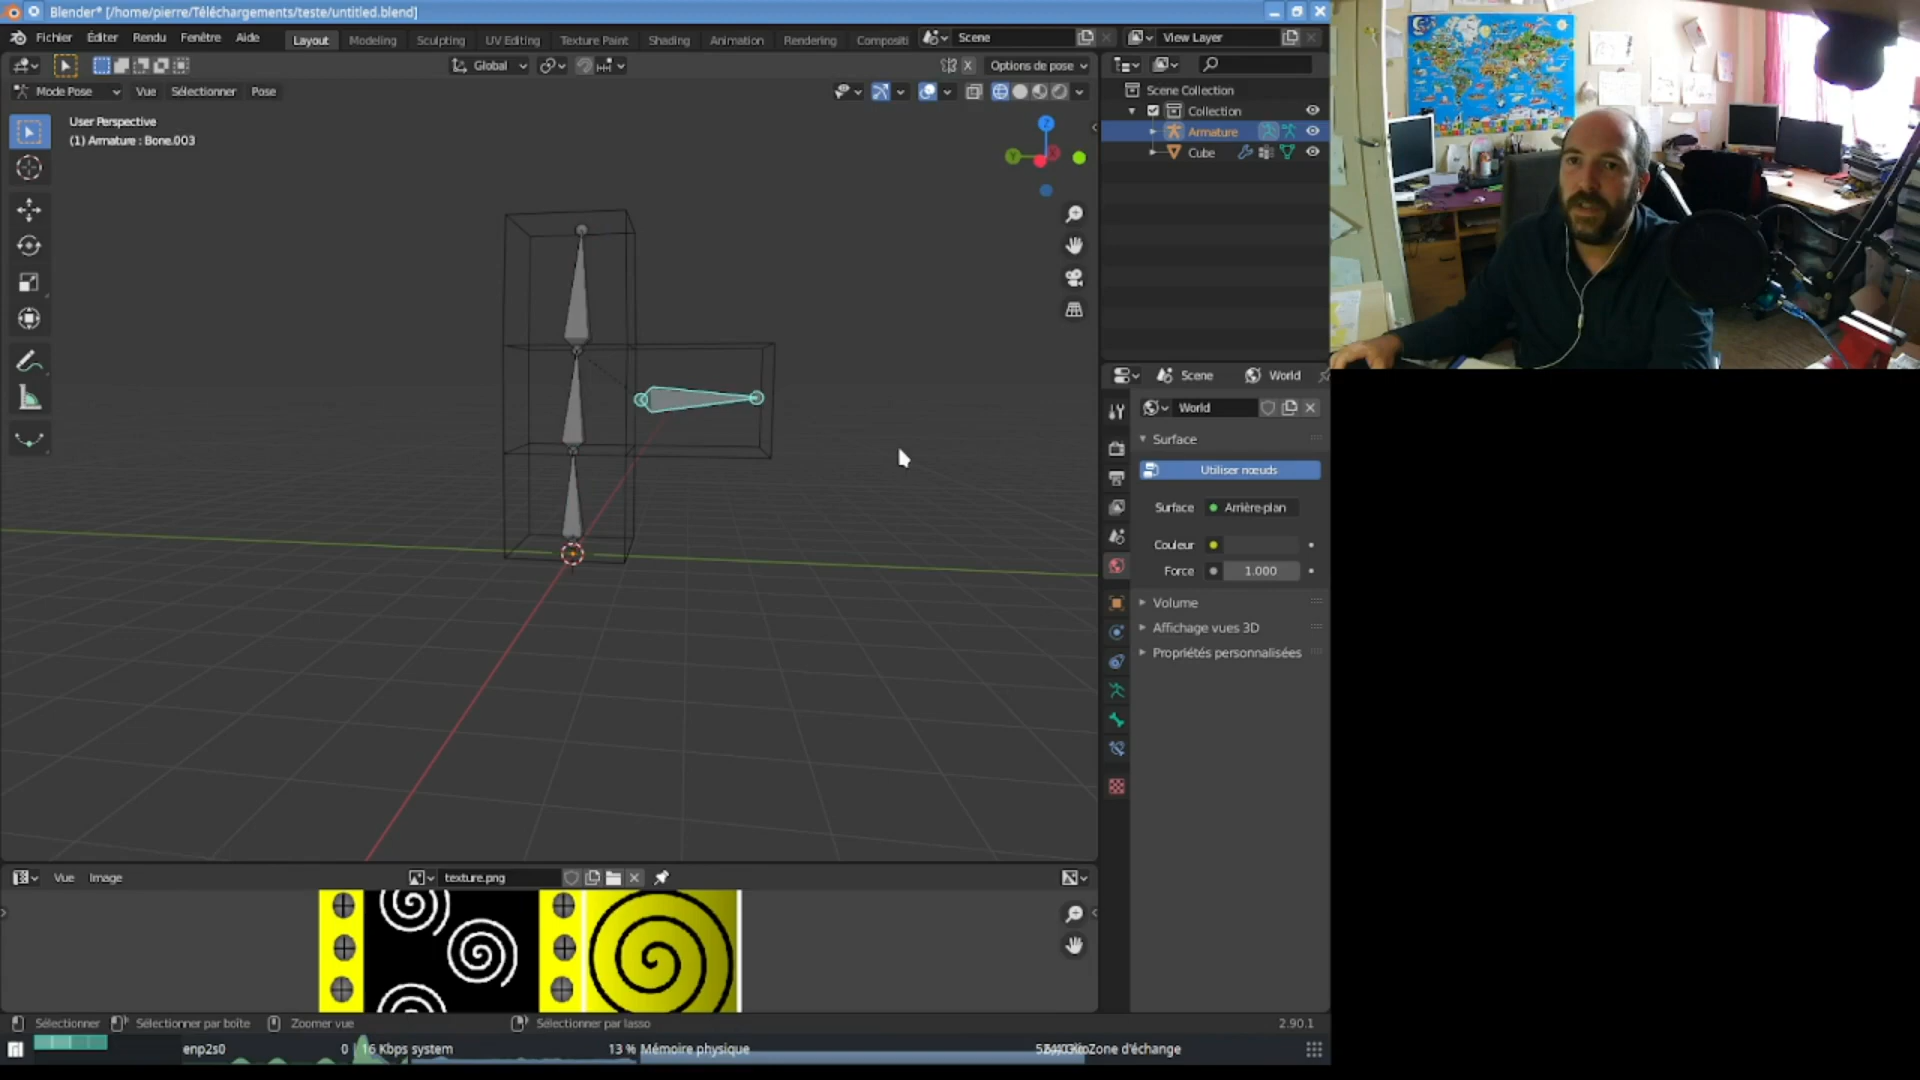 Blender* [/home/pierre/Téléchargements/teste/untitled.blend]
Fichier Éditer Rendu Fenêtre Aide Layout Modeling Sculpting UV Editing Texture Paint Shading Animation Rendering Compositi Scene View Layer
Global Options de pose
Mode Pose Vue Sélectionner Pose
User Perspective
(1) Armature : Bone.003
Z
Y
X
Scene Collection
Collection
Armature
Cube
Scene World
World
Surface
Utiliser nœuds
Surface Arrière-plan
Couleur
Force 1.000
Volume
Affichage vues 3D
Propriétés personnalisées
Vue Image texture.png
Sélectionner Sélectionner par boîte Zoomer vue Sélectionner par lasso 2.90.1
enp2s0 0 16 Kbps system 13 % Mémoire physique Zone d'échange